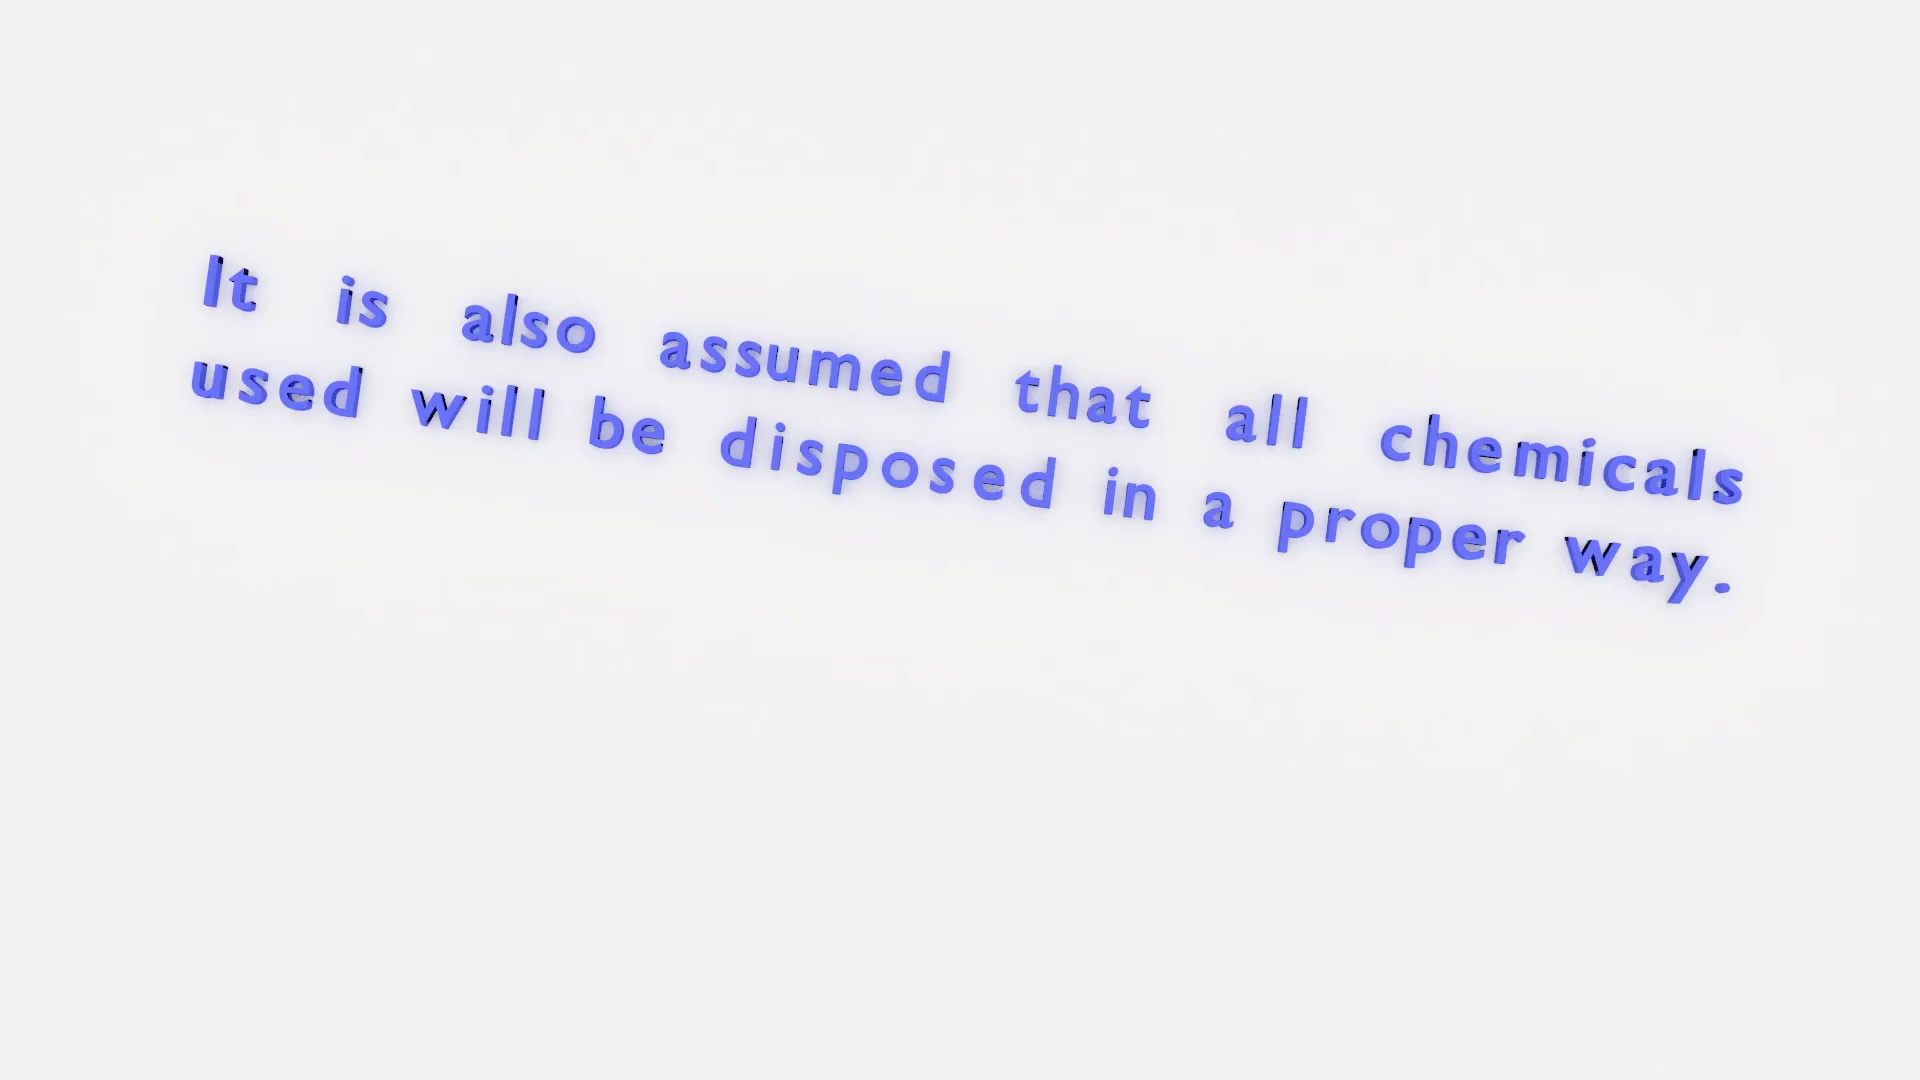 It is also assumed that all chemicals
used will be disposed in a proper way.